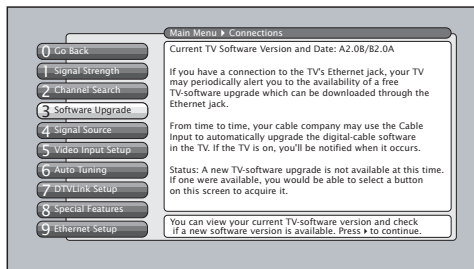 Main Menu ▸ Connections
0 Go Back
1 Signal Strength
2 Channel Search
3 Software Upgrade
4 Signal Source
5 Video Input Setup
6 Auto Tuning
7 DTVLink Setup
8 Special Features
9 Ethernet Setup
Current TV Software Version and Date: A2.0B/B2.0A
If you have a connection to the TV's Ethernet jack, your TV
may periodically alert you to the availability of a free
TV-software upgrade which can be downloaded through the
Ethernet jack.
From time to time, your cable company may use the Cable
Input to automatically upgrade the digital-cable software
in the TV. If the TV is on, you'll be notified when it occurs.
Status: A new TV-software upgrade is not available at this time.
If one were available, you would be able to select a button
on this screen to acquire it.
You can view your current TV-software version and check
if a new software version is available. Press ▸ to continue.